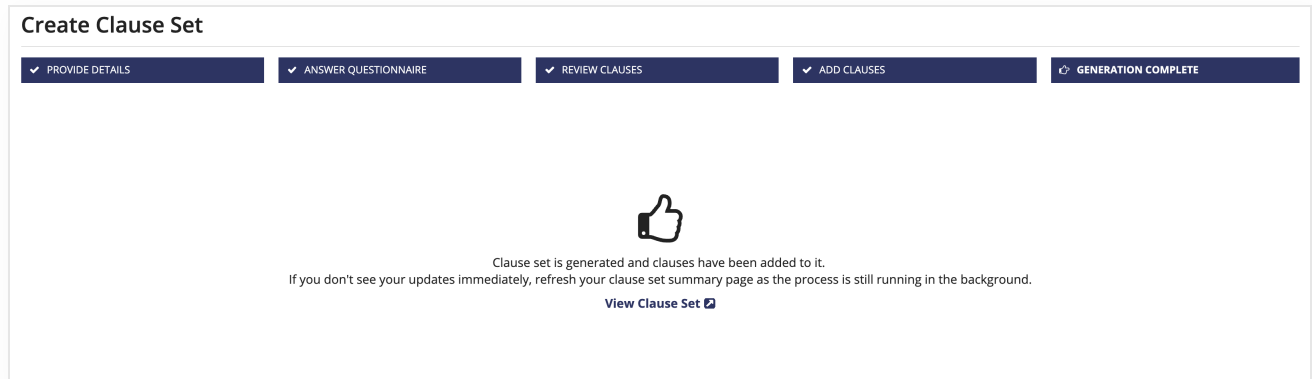 Create Clause Set
PROVIDE DETAILS
ANSWER QUESTIONNAIRE
REVIEW CLAUSES
ADD CLAUSES
GENERATION COMPLETE
Clause set is generated and clauses have been added to it.
If you don't see your updates immediately, refresh your clause set summary page as the process is still running in the background.
View Clause Set